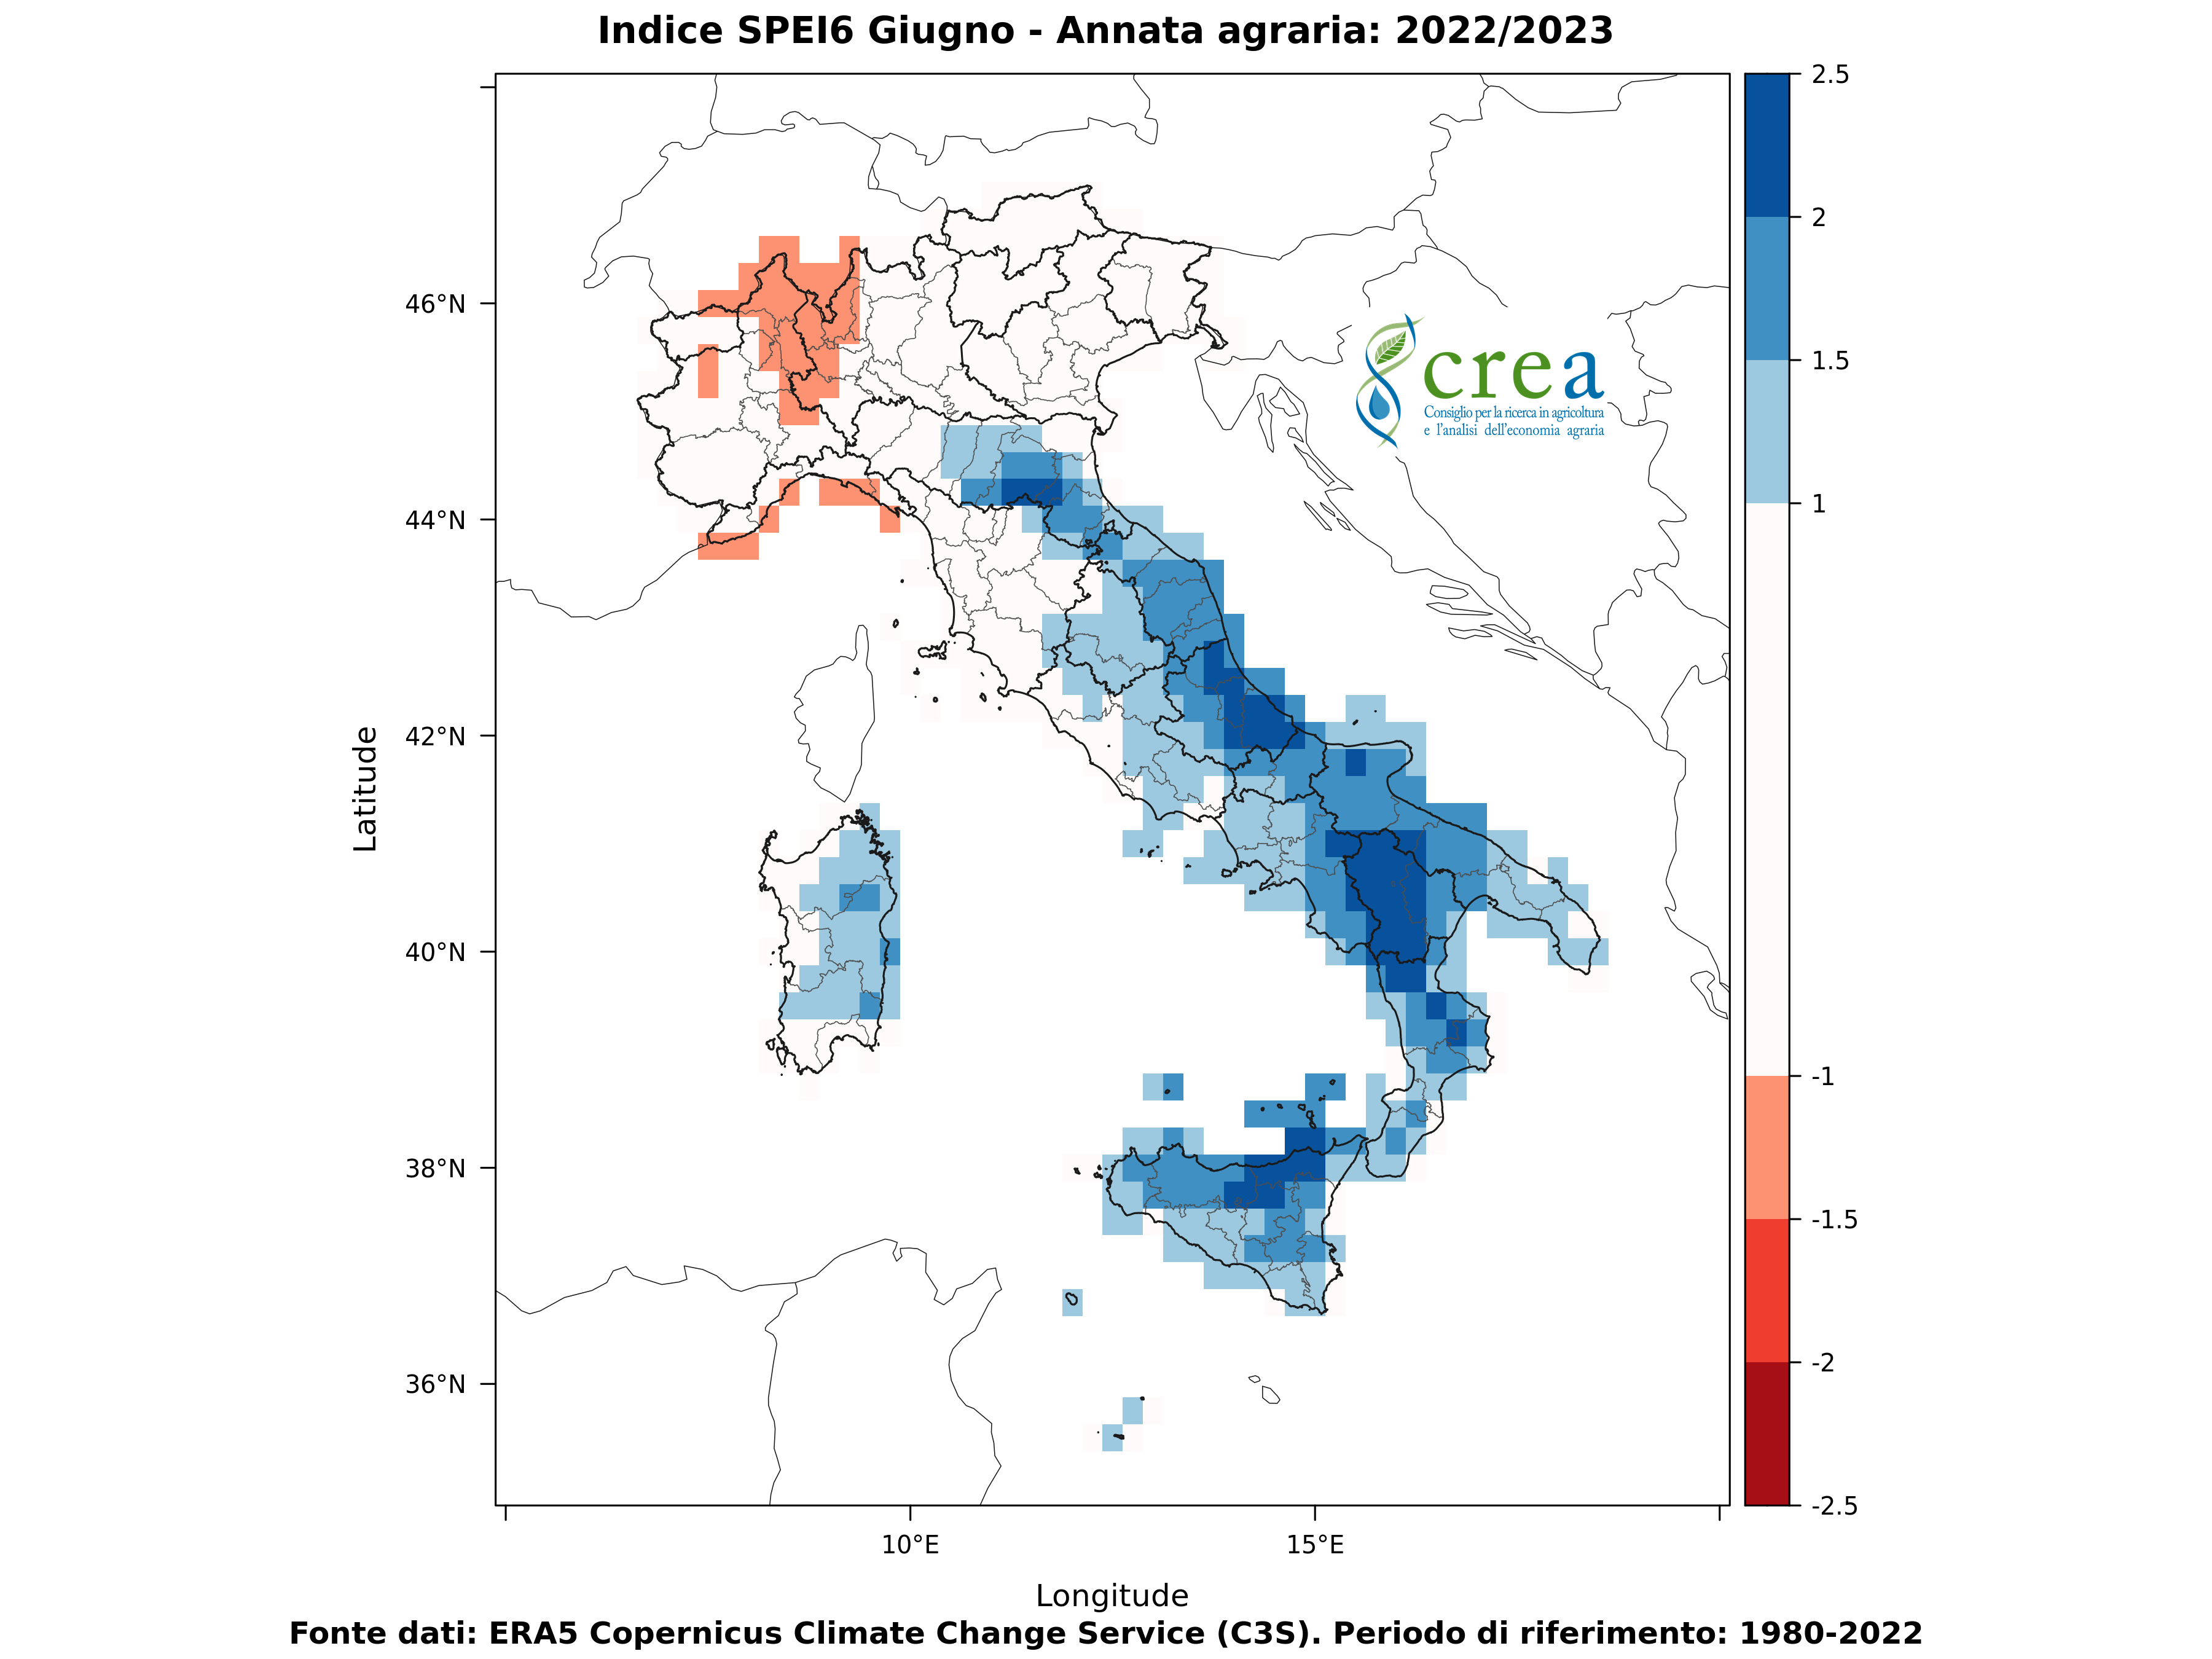 Indice SPEI6 Giugno - Annata agraria: 2022/2023
2.5
2
1.5
1
-1
-1.5
-2
-2.5
46°N
44°N
42°N
40°N
38°N
36°N
Latitude
crea
Consiglio per la ricerca in agricoltura
e l'analisi dell'economia agraria
10°E
15°E
Longitude
Fonte dati: ERA5 Copernicus Climate Change Service (C3S). Periodo di riferimento: 1980-2022